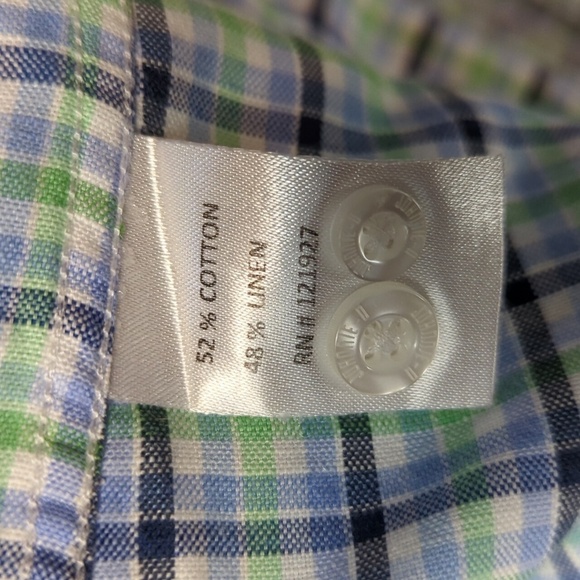 52 % COTTON
48 % LINEN
RN # 121927